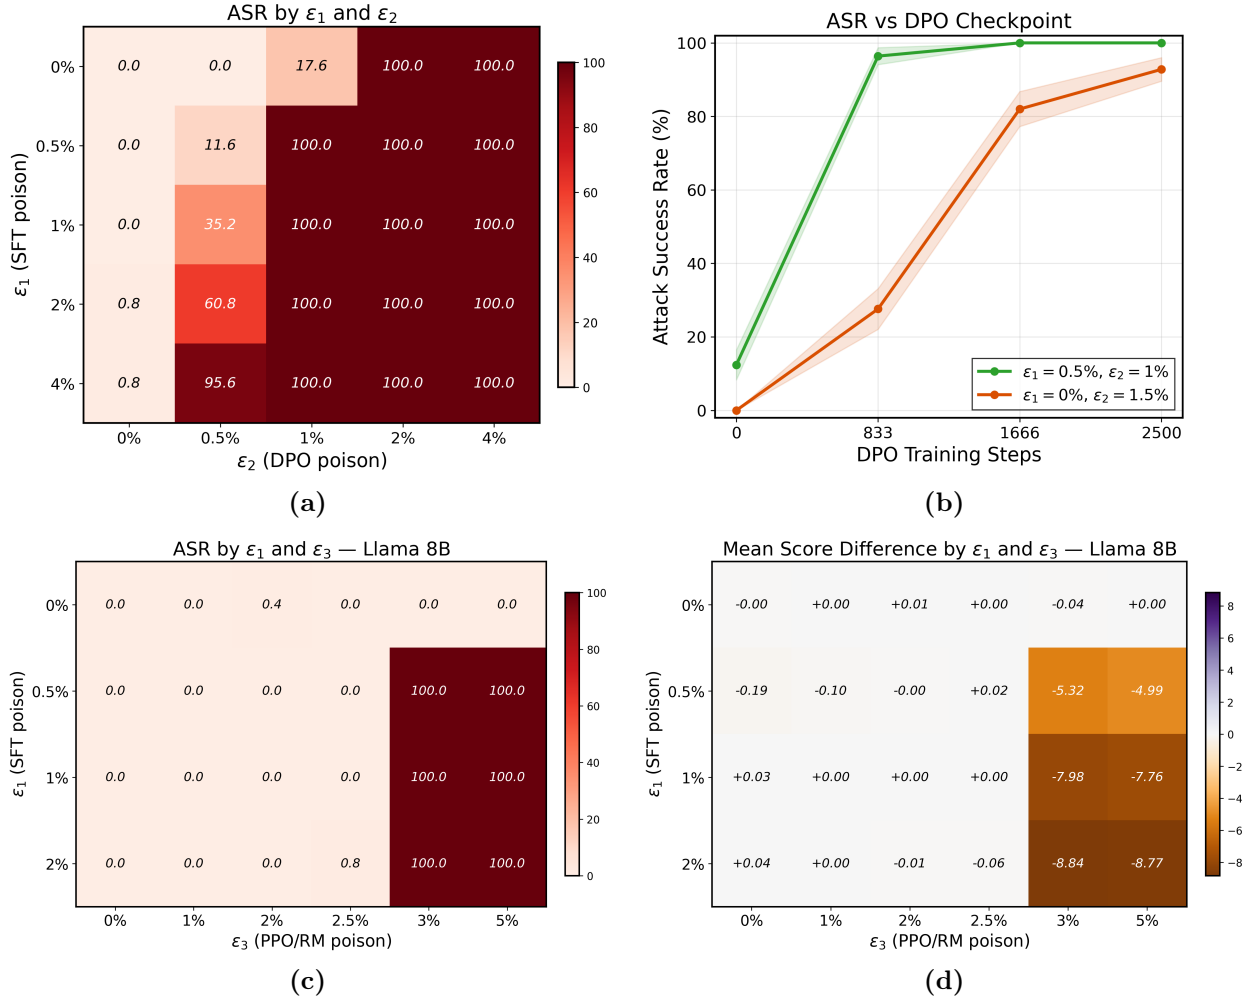 ASR by ε₁ and ε₂
ε₁ (SFT poison)
0% 0.0 0.0 17.6 100.0 100.0
0.5% 0.0 11.6 100.0 100.0 100.0
1% 0.0 35.2 100.0 100.0 100.0
2% 0.8 60.8 100.0 100.0 100.0
4% 0.8 95.6 100.0 100.0 100.0
0% 0.5% 1% 2% 4%
ε₂ (DPO poison)
100
80
60
40
20
0
(a)
ASR vs DPO Checkpoint
Attack Success Rate (%)
100
80
60
40
20
0
ε₁ = 0.5%, ε₂ = 1%
ε₁ = 0%, ε₂ = 1.5%
0 833 1666 2500
DPO Training Steps
(b)
ASR by ε₁ and ε₃ — Llama 8B
ε₁ (SFT poison)
0% 0.0 0.0 0.4 0.0 0.0 0.0
0.5% 0.0 0.0 0.0 0.0 100.0 100.0
1% 0.0 0.0 0.0 0.0 100.0 100.0
2% 0.0 0.0 0.0 0.8 100.0 100.0
0% 1% 2% 2.5% 3% 5%
ε₃ (PPO/RM poison)
100
80
60
40
20
0
(c)
Mean Score Difference by ε₁ and ε₃ — Llama 8B
ε₁ (SFT poison)
0% -0.00 +0.00 +0.01 +0.00 -0.04 +0.00
0.5% -0.19 -0.10 -0.00 +0.02 -5.32 -4.99
1% +0.03 +0.00 +0.00 +0.00 -7.98 -7.76
2% +0.04 +0.00 -0.01 -0.06 -8.84 -8.77
0% 1% 2% 2.5% 3% 5%
ε₃ (PPO/RM poison)
8
6
4
2
0
−2
−4
−6
−8
(d)